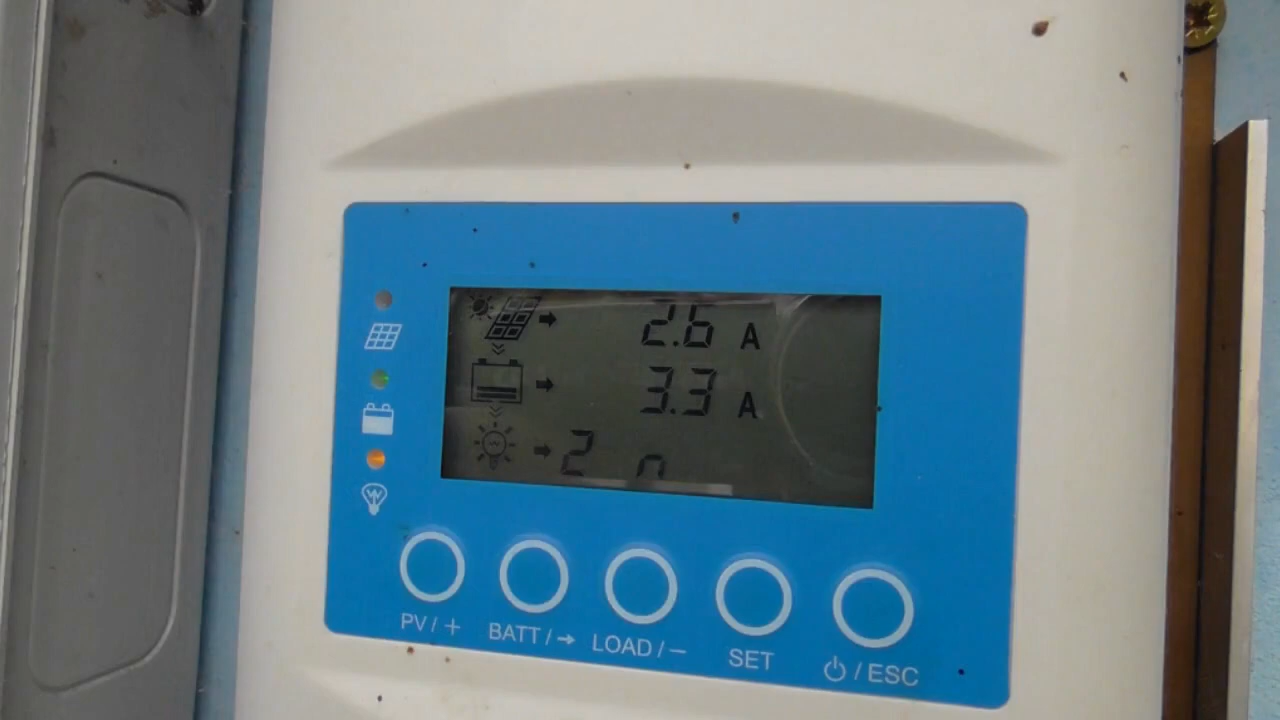 2.6 A
3.3 A
2 n
PV / + BATT / → LOAD / − SET ⏻ / ESC